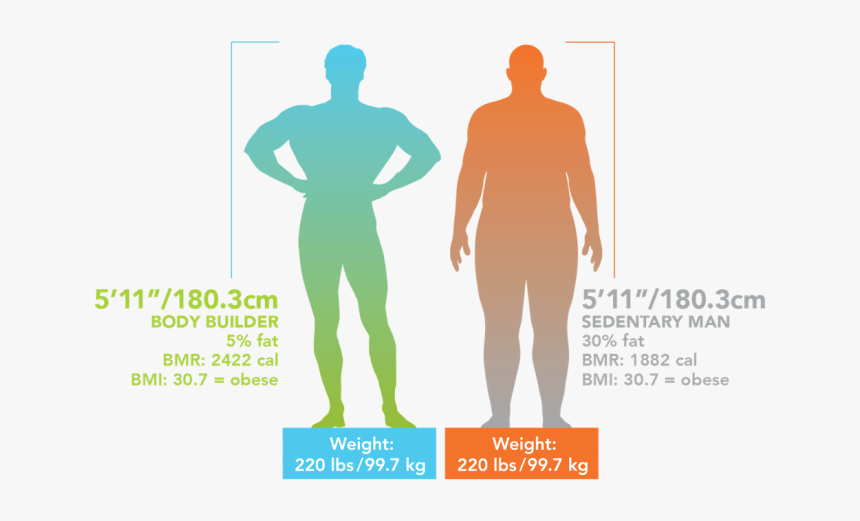 5’11”/180.3cm
BODY BUILDER
5% fat
BMR: 2422 cal
BMI: 30.7 = obese
5’11”/180.3cm
SEDENTARY MAN
30% fat
BMR: 1882 cal
BMI: 30.7 = obese
Weight:
220 lbs/99.7 kg
Weight:
220 lbs/99.7 kg